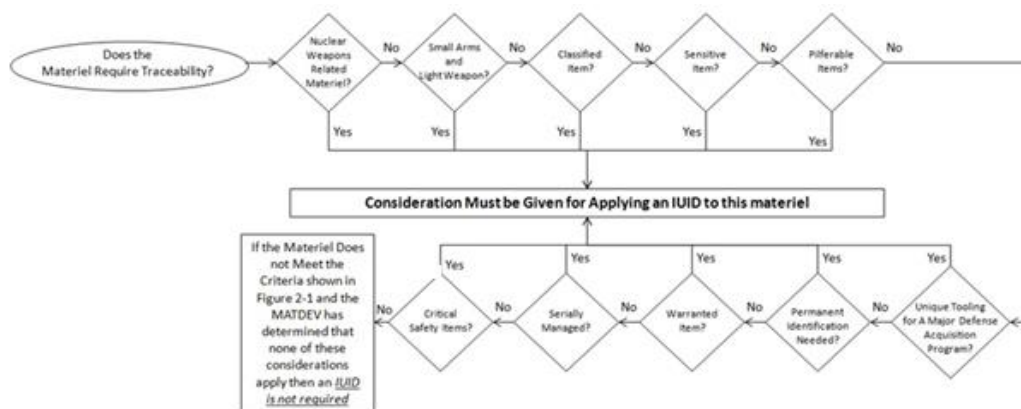 Does the
Materiel Require Traceability?
Nuclear
Weapons
Related
Materiel?
No
Small Arms
and
Light Weapon?
No
Classified
Item?
No
Sensitive
Item?
No
Pilferable
Items?
No
Yes
Yes
Yes
Yes
Yes
Consideration Must be Given for Applying an IUID to this materiel
If the Materiel Does
not Meet the
Criteria shown in
Figure 2-1 and the
MATDEV has
determined that
none of these
considerations
apply then an IUID
is not required
Yes
Yes
Yes
Yes
Yes
No
Critical
Safety Items?
No
Serially
Managed?
No
Warranted
Item?
No
Permanent
Identification
Needed?
No
Unique Tooling
for A Major Defense
Acquisition
Program?